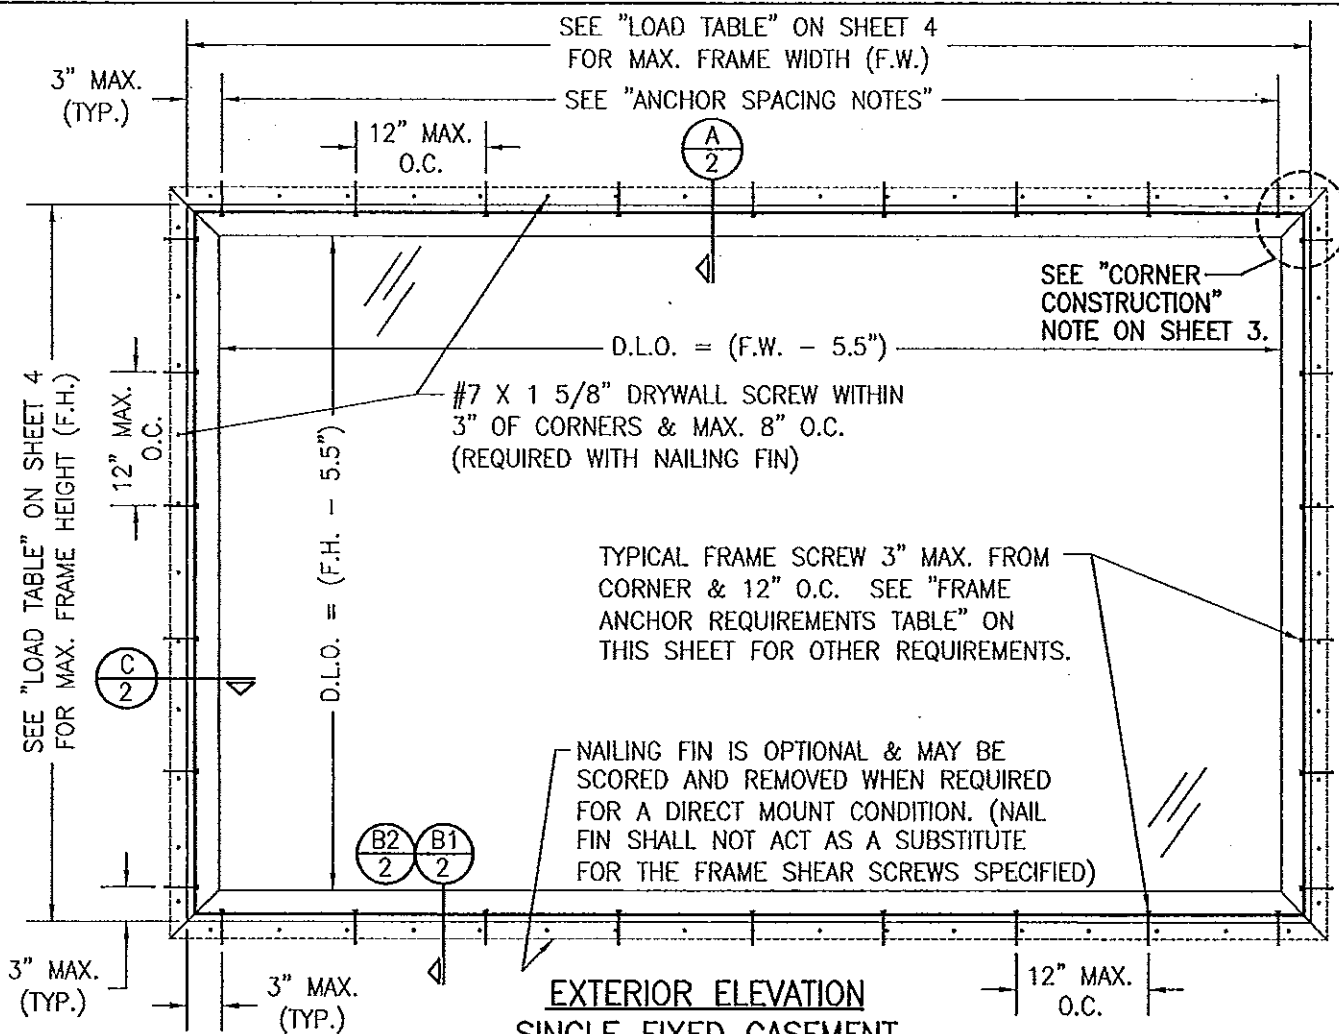 SEE "LOAD TABLE" ON SHEET 4
FOR MAX. FRAME WIDTH (F.W.)
3" MAX.
(TYP.)
SEE "ANCHOR SPACING NOTES"
12" MAX.
O.C.
A
2
SEE "CORNER
CONSTRUCTION"
NOTE ON SHEET 3.
D.L.O. = (F.W. - 5.5")
#7 X 1 5/8" DRYWALL SCREW WITHIN
3" OF CORNERS & MAX. 8" O.C.
(REQUIRED WITH NAILING FIN)
SEE "LOAD TABLE" ON SHEET 4
FOR MAX. FRAME HEIGHT (F.H.)
12" MAX.
O.C.
D.L.O. = (F.H. - 5.5")
TYPICAL FRAME SCREW 3" MAX. FROM
CORNER & 12" O.C. SEE "FRAME
ANCHOR REQUIREMENTS TABLE" ON
THIS SHEET FOR OTHER REQUIREMENTS.
C
2
NAILING FIN IS OPTIONAL & MAY BE
SCORED AND REMOVED WHEN REQUIRED
FOR A DIRECT MOUNT CONDITION. (NAIL
FIN SHALL NOT ACT AS A SUBSTITUTE
FOR THE FRAME SHEAR SCREWS SPECIFIED)
B2 B1
2 2
3" MAX.
(TYP.)
3" MAX.
(TYP.)
12" MAX.
O.C.
EXTERIOR ELEVATION
SINGLE FIXED CASEMENT